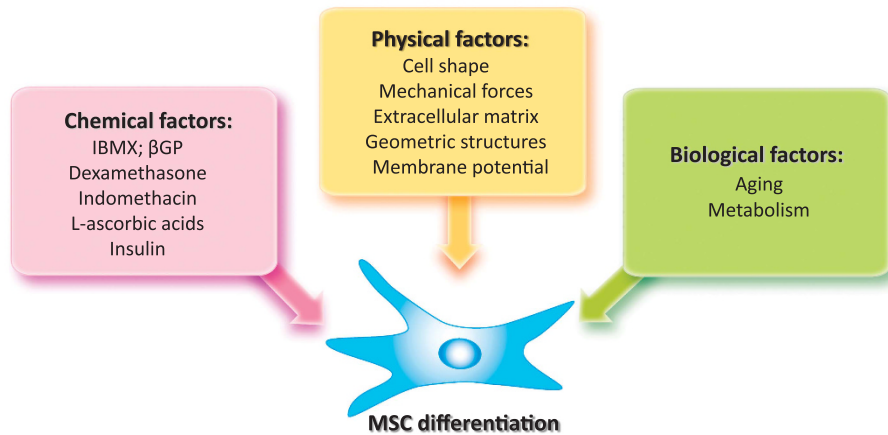 Chemical factors:
IBMX; βGP
Dexamethasone
Indomethacin
L-ascorbic acids
Insulin
Physical factors:
Cell shape
Mechanical forces
Extracellular matrix
Geometric structures
Membrane potential
Biological factors:
Aging
Metabolism
MSC differentiation